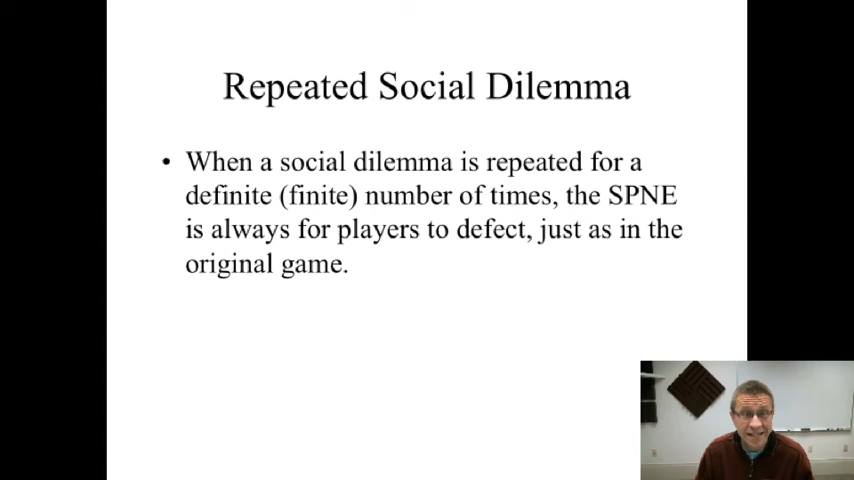 Repeated Social Dilemma
• When a social dilemma is repeated for a
definite (finite) number of times, the SPNE
is always for players to defect, just as in the
original game.